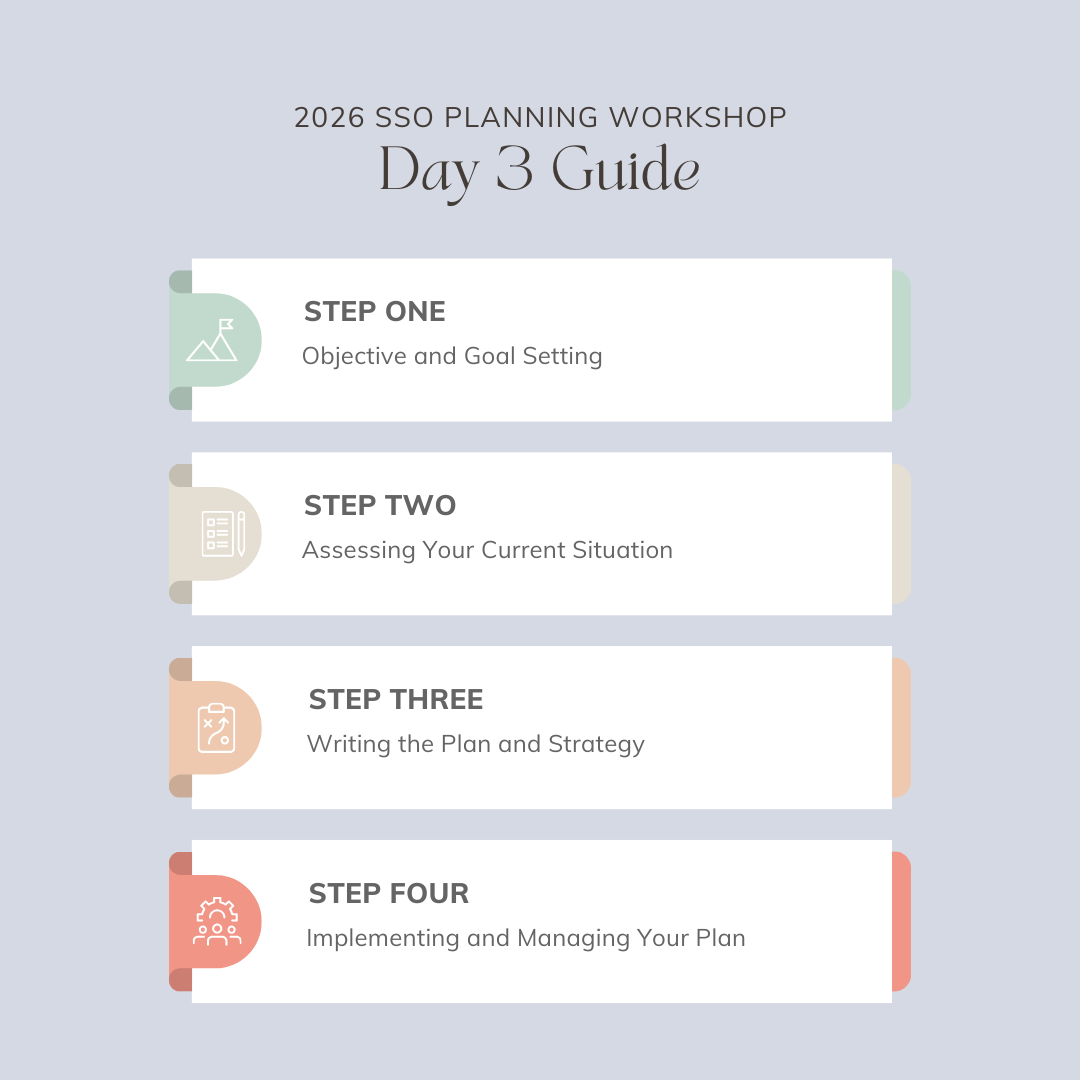 2026 SSO PLANNING WORKSHOP
Day 3 Guide
STEP ONE
Objective and Goal Setting
STEP TWO
Assessing Your Current Situation
STEP THREE
Writing the Plan and Strategy
STEP FOUR
Implementing and Managing Your Plan